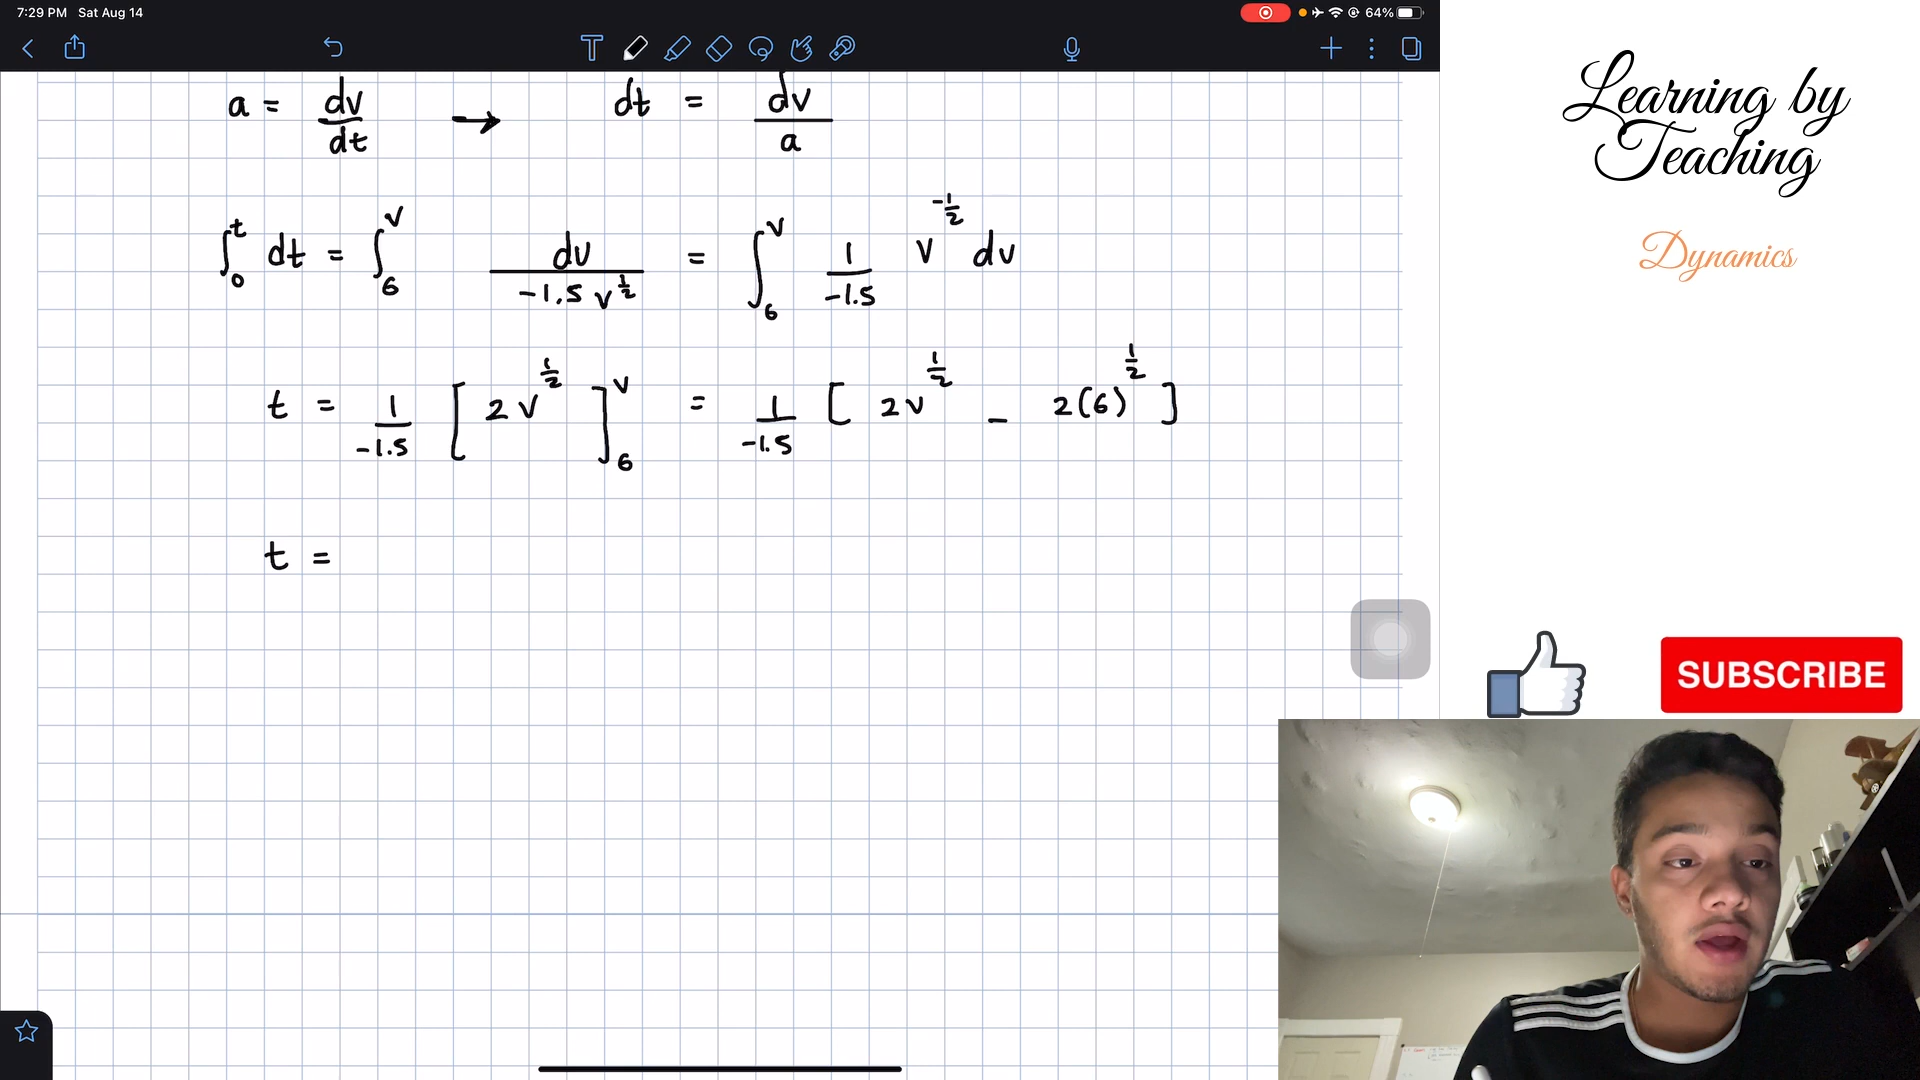 7:29 PM Sat Aug 14
64%
T
a = dv/dt → dt = dv/a
∫₀ᵗ dt = ∫₆ⱽ dv/(-1.5 v^(1/2)) = ∫₆ⱽ 1/(-1.5) v^(-1/2) dv
t = 1/(-1.5) [2v^(1/2)]₆ⱽ = 1/(-1.5) [2v^(1/2) - 2(6)^(1/2)]
t =
Learning by
Teaching
Dynamics
SUBSCRIBE